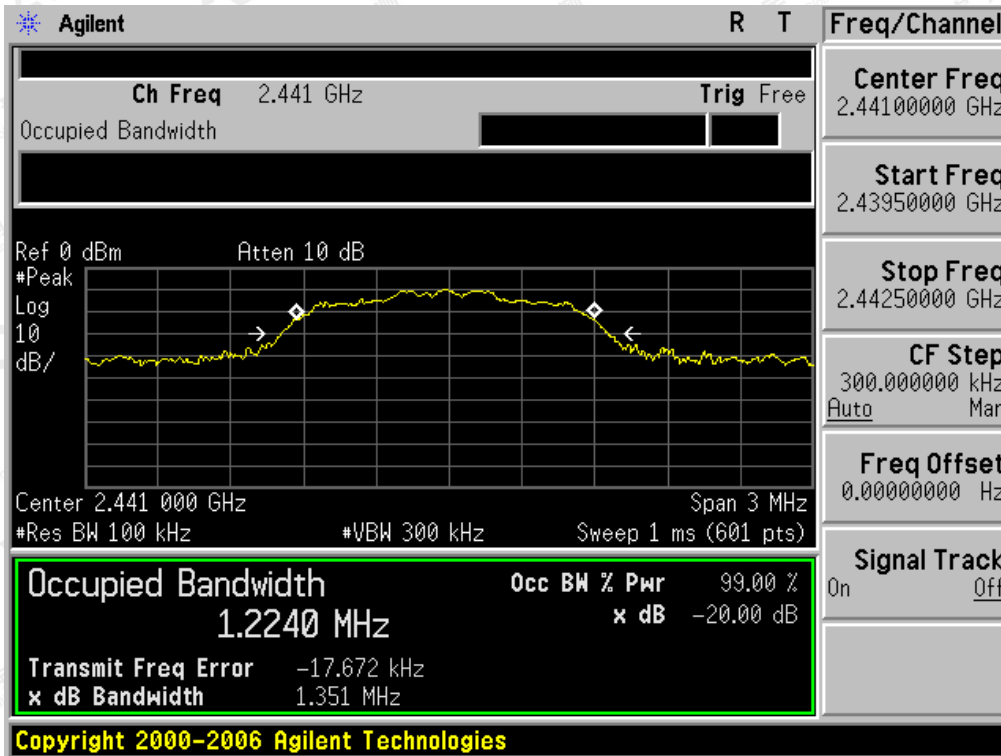 Agilent R T
Freq/Channel
Ch Freq 2.441 GHz Trig Free
Occupied Bandwidth
Center Freq
2.44100000 GHz
Start Freq
2.43950000 GHz
Stop Freq
2.44250000 GHz
CF Step
300.000000 kHz
Auto Man
Freq Offset
0.00000000 Hz
Signal Track
On Off
Ref 0 dBm Atten 10 dB
#Peak
Log
10
dB/
Center 2.441 000 GHz Span 3 MHz
#Res BW 100 kHz #VBW 300 kHz Sweep 1 ms (601 pts)
Occupied Bandwidth
1.2240 MHz
Occ BW % Pwr 99.00 %
x dB -20.00 dB
Transmit Freq Error -17.672 kHz
x dB Bandwidth 1.351 MHz
Copyright 2000-2006 Agilent Technologies